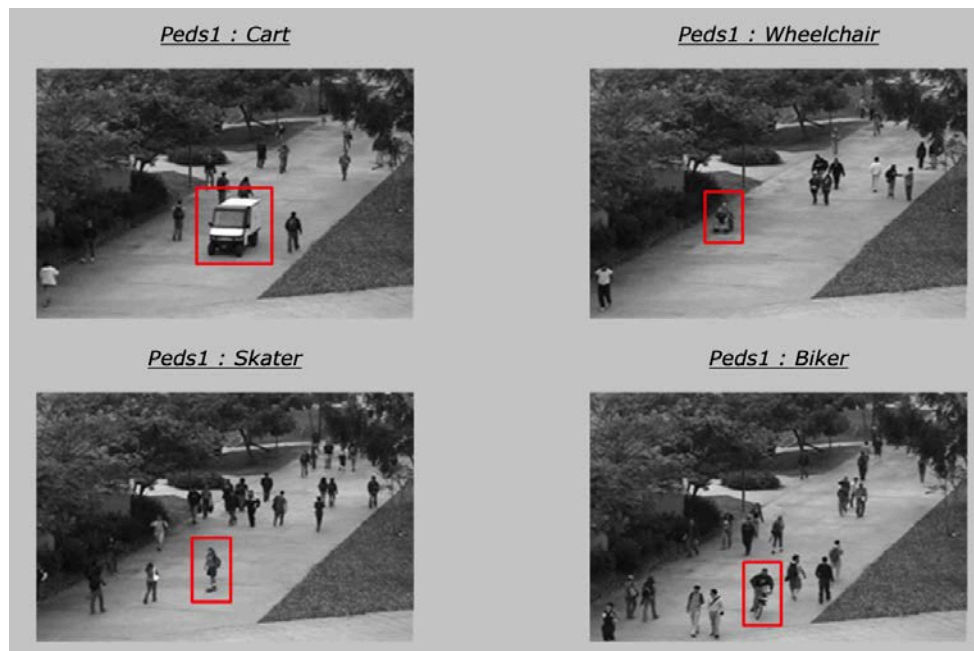 Peds1 : Cart
Peds1 : Wheelchair
Peds1 : Skater
Peds1 : Biker